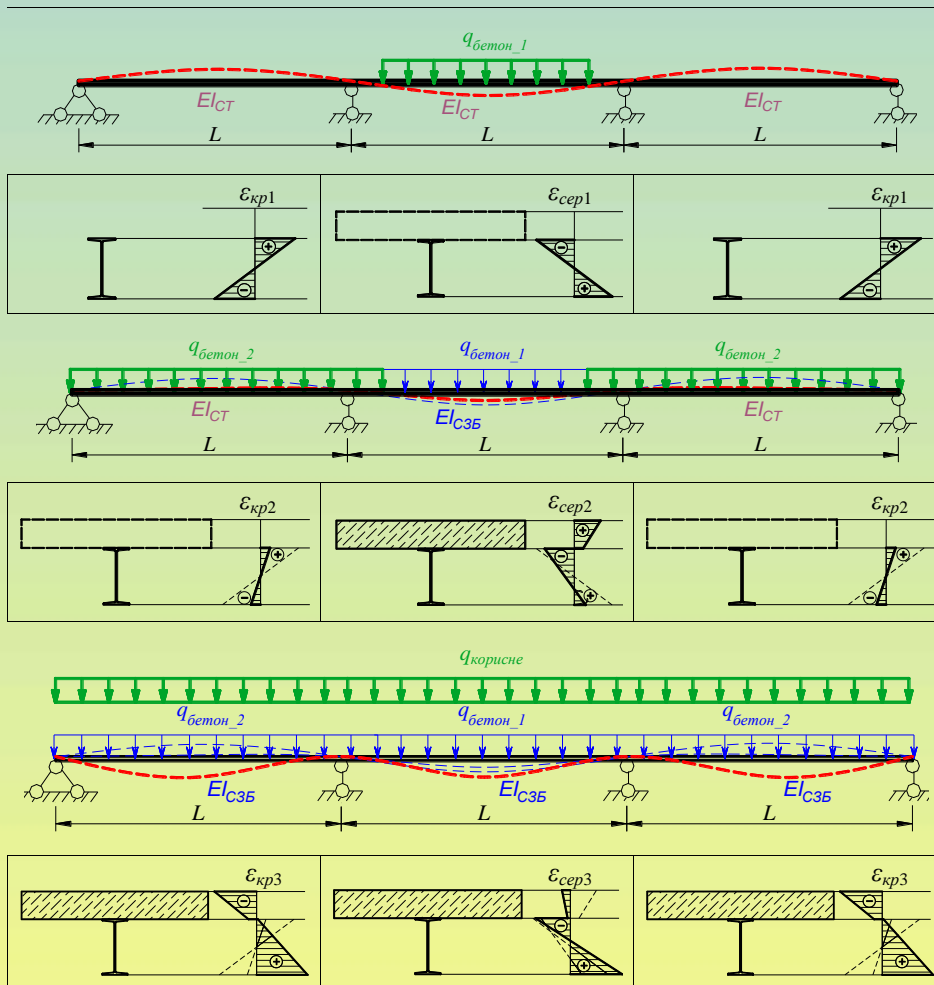 qбетон_1
EIСТ EIСТ EIСТ
L L L
εкр1 εсер1 εкр1
+ − +
− + −
qбетон_2 qбетон_1 qбетон_2
EIСТ EIСЗБ EIСТ
L L L
εкр2 εсер2 εкр2
+ + − +
− + −
qкорисне
qбетон_2 qбетон_1 qбетон_2
EIСЗБ EIСЗБ EIСЗБ
L L L
εкр3 εсер3 εкр3
− − −
+ + +